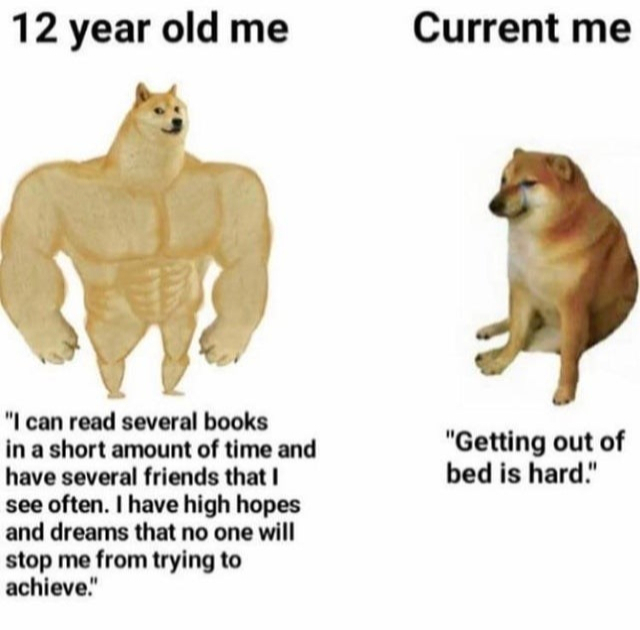 12 year old me
Current me
"I can read several books
in a short amount of time and
have several friends that I
see often. I have high hopes
and dreams that no one will
stop me from trying to
achieve."
"Getting out of
bed is hard."